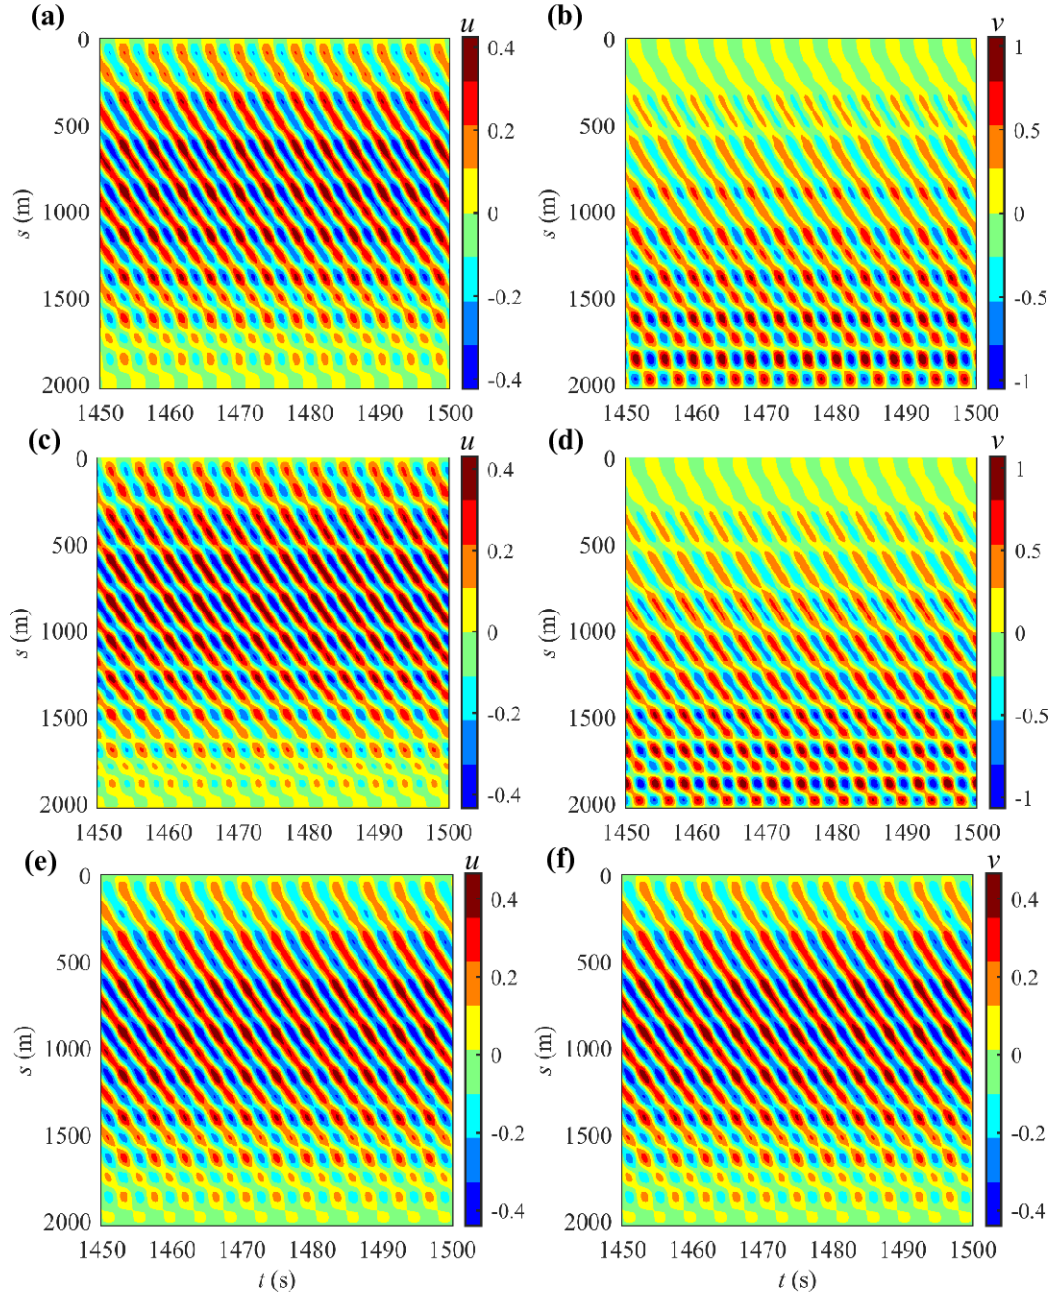 (a) u (b) v
0 0.4 0 1
500 0.2 500 0.5
s (m) 1000 0 s (m) 1000 0
1500 -0.2 1500 -0.5
2000 -0.4 2000 -1
1450 1460 1470 1480 1490 1500 1450 1460 1470 1480 1490 1500
(c) u (d) v
0 0.4 0 1
500 0.2 500 0.5
s (m) 1000 0 s (m) 1000 0
1500 -0.2 1500 -0.5
2000 -0.4 2000 -1
1450 1460 1470 1480 1490 1500 1450 1460 1470 1480 1490 1500
(e) u (f) v
0 0.4 0 0.4
500 0.2 500 0.2
s (m) 1000 0 s (m) 1000 0
1500 -0.2 1500 -0.2
2000 -0.4 2000 -0.4
1450 1460 1470 1480 1490 1500 1450 1460 1470 1480 1490 1500
t (s) t (s)